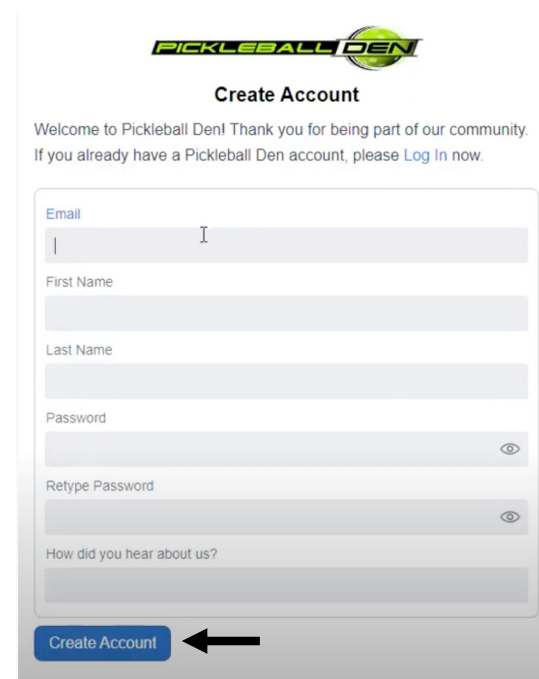 PICKLEBALL DEN
Create Account
Welcome to Pickleball Den! Thank you for being part of our community.
If you already have a Pickleball Den account, please Log In now.
Email
First Name
Last Name
Password
Retype Password
How did you hear about us?
Create Account